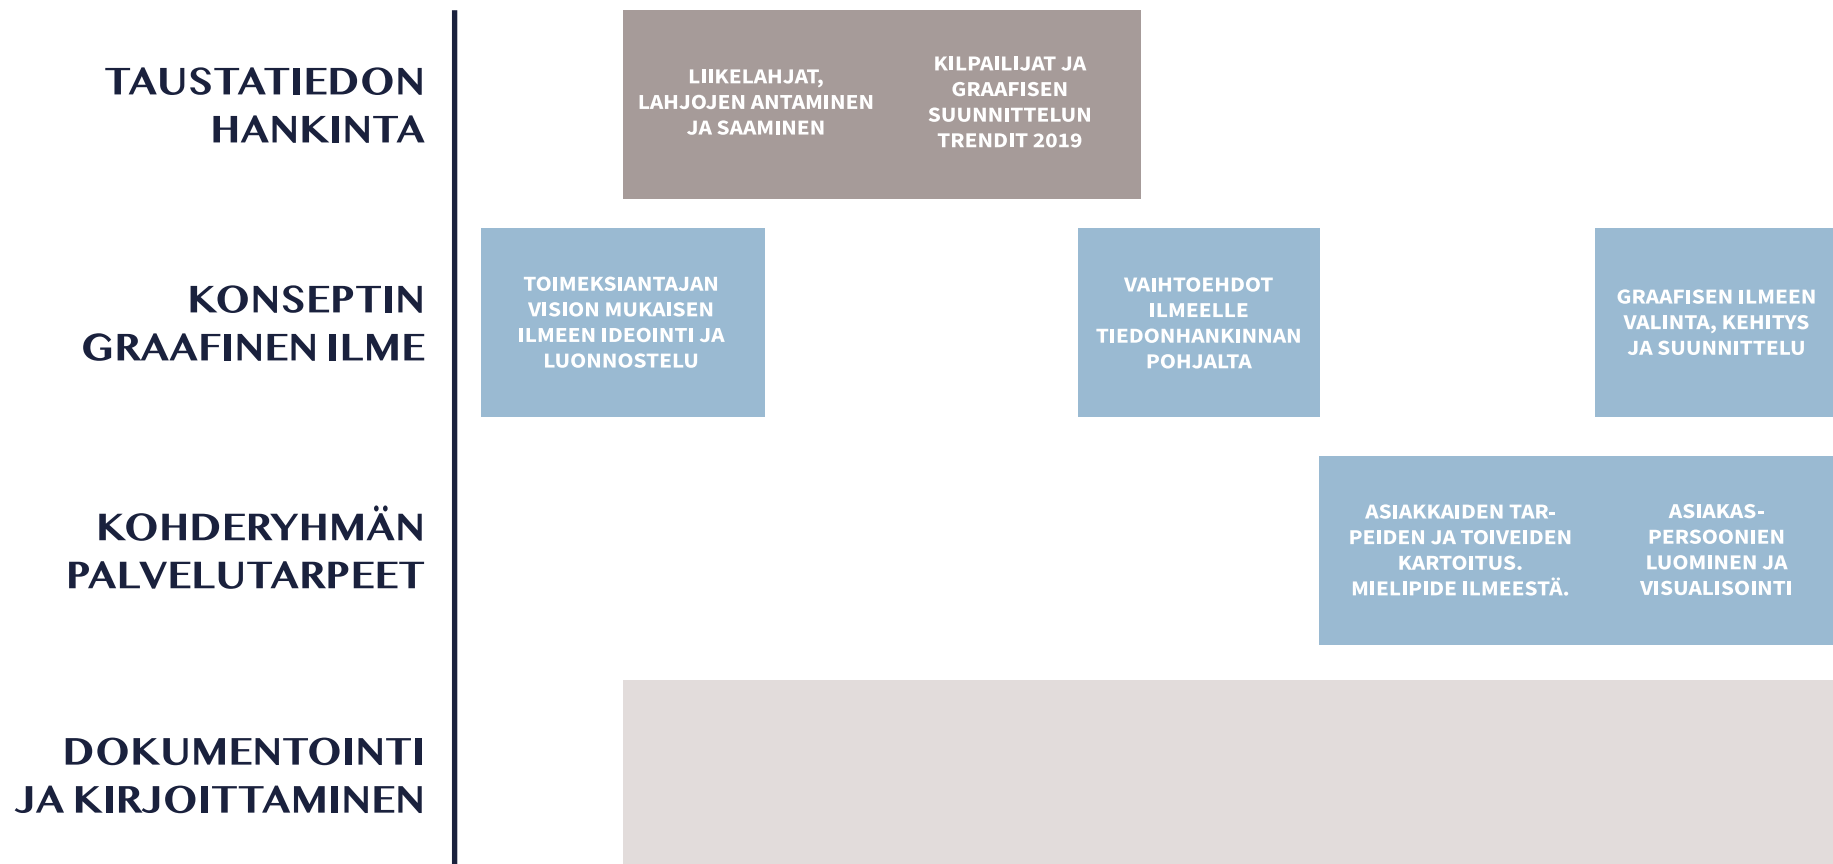 TAUSTATIEDON
HANKINTA
LIIKELAHJAT,
LAHJOJEN ANTAMINEN
JA SAAMINEN
KILPAILIJAT JA
GRAAFISEN
SUUNNITTELUN
TRENDIT 2019
KONSEPTIN
GRAAFINEN ILME
TOIMEKSIANTAJAN
VISION MUKAISEN
ILMEEN IDEOINTI JA
LUONNOSTELU
VAIHTOEHDOT
ILMEELLE
TIEDONHANKINNAN
POHJALTA
GRAAFISEN ILMEEN
VALINTA, KEHITYS
JA SUUNNITTELU
KOHDERYHMÄN
PALVELUTARPEET
ASIAKKAIDEN TAR-
PEIDEN JA TOIVEIDEN
KARTOITUS.
MIELIPIDE ILMEESTÄ.
ASIAKAS-
PERSOONIEN
LUOMINEN JA
VISUALISOINTI
DOKUMENTOINTI
JA KIRJOITTAMINEN